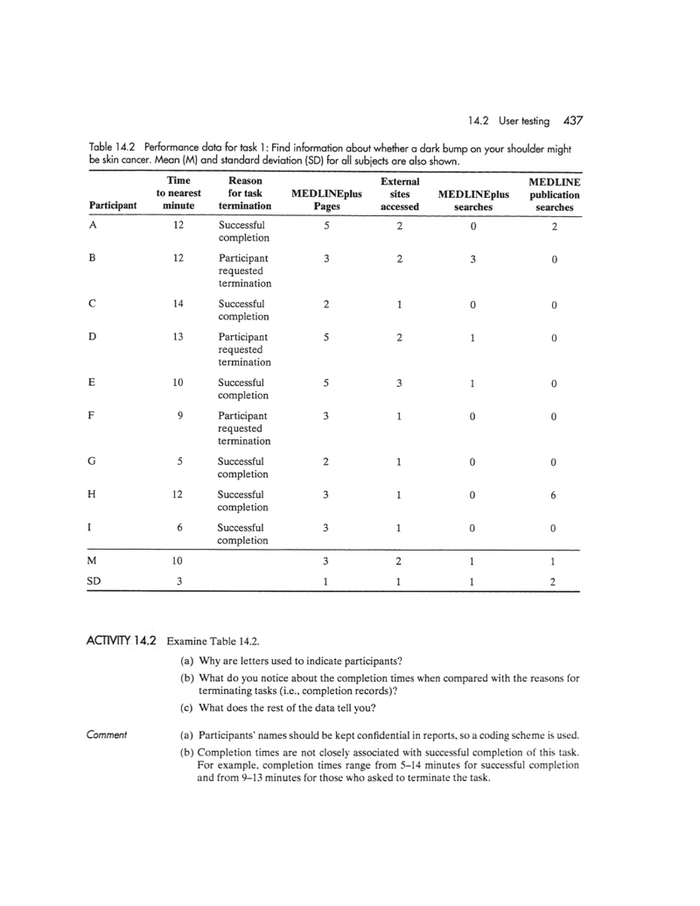 14.2 User testing 437
Table 14.2 Performance data for task 1: Find information about whether a dark bump on your shoulder might
be skin cancer. Mean (M) and standard deviation (SD) for all subjects are also shown.
Time Reason External MEDLINE
to nearest for task MEDLINEplus sites MEDLINEplus publication
Participant minute termination Pages accessed searches searches
A 12 Successful 5 2 0 2
completion
B 12 Participant 3 2 3 0
requested
termination
C 14 Successful 2 1 0 0
completion
D 13 Participant 5 2 1 0
requested
termination
E 10 Successful 5 3 1 0
completion
F 9 Participant 3 1 0 0
requested
termination
G 5 Successful 2 1 0 0
completion
H 12 Successful 3 1 0 6
completion
I 6 Successful 3 1 0 0
completion
M 10 3 2 1 1
SD 3 1 1 1 2
ACTIVITY 14.2 Examine Table 14.2.
(a) Why are letters used to indicate participants?
(b) What do you notice about the completion times when compared with the reasons for
terminating tasks (i.e., completion records)?
(c) What does the rest of the data tell you?
Comment (a) Participants' names should be kept confidential in reports, so a coding scheme is used.
(b) Completion times are not closely associated with successful completion of this task.
For example, completion times range from 5–14 minutes for successful completion
and from 9–13 minutes for those who asked to terminate the task.